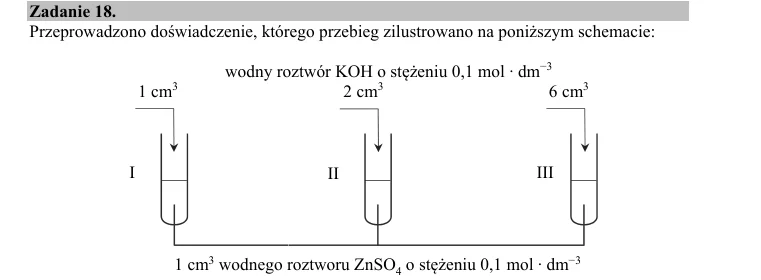 Zadanie 18.
Przeprowadzono doświadczenie, którego przebieg zilustrowano na poniższym schemacie:
wodny roztwór KOH o stężeniu 0,1 mol · dm⁻³
1 cm³ 2 cm³ 6 cm³
I II III
1 cm³ wodnego roztworu ZnSO₄ o stężeniu 0,1 mol · dm⁻³